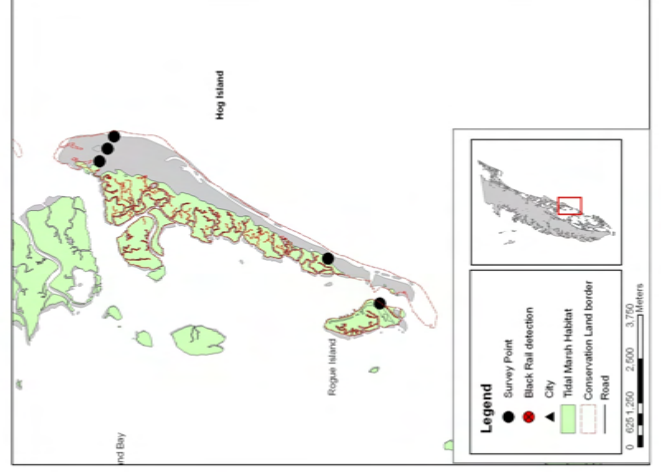 Hog Island
Rogue Island
nd Bay
Legend
Survey Point
Black Rail detection
City
Tidal Marsh Habitat
Conservation Land border
Road
0 625 1,250 2,500 3,750
Meters